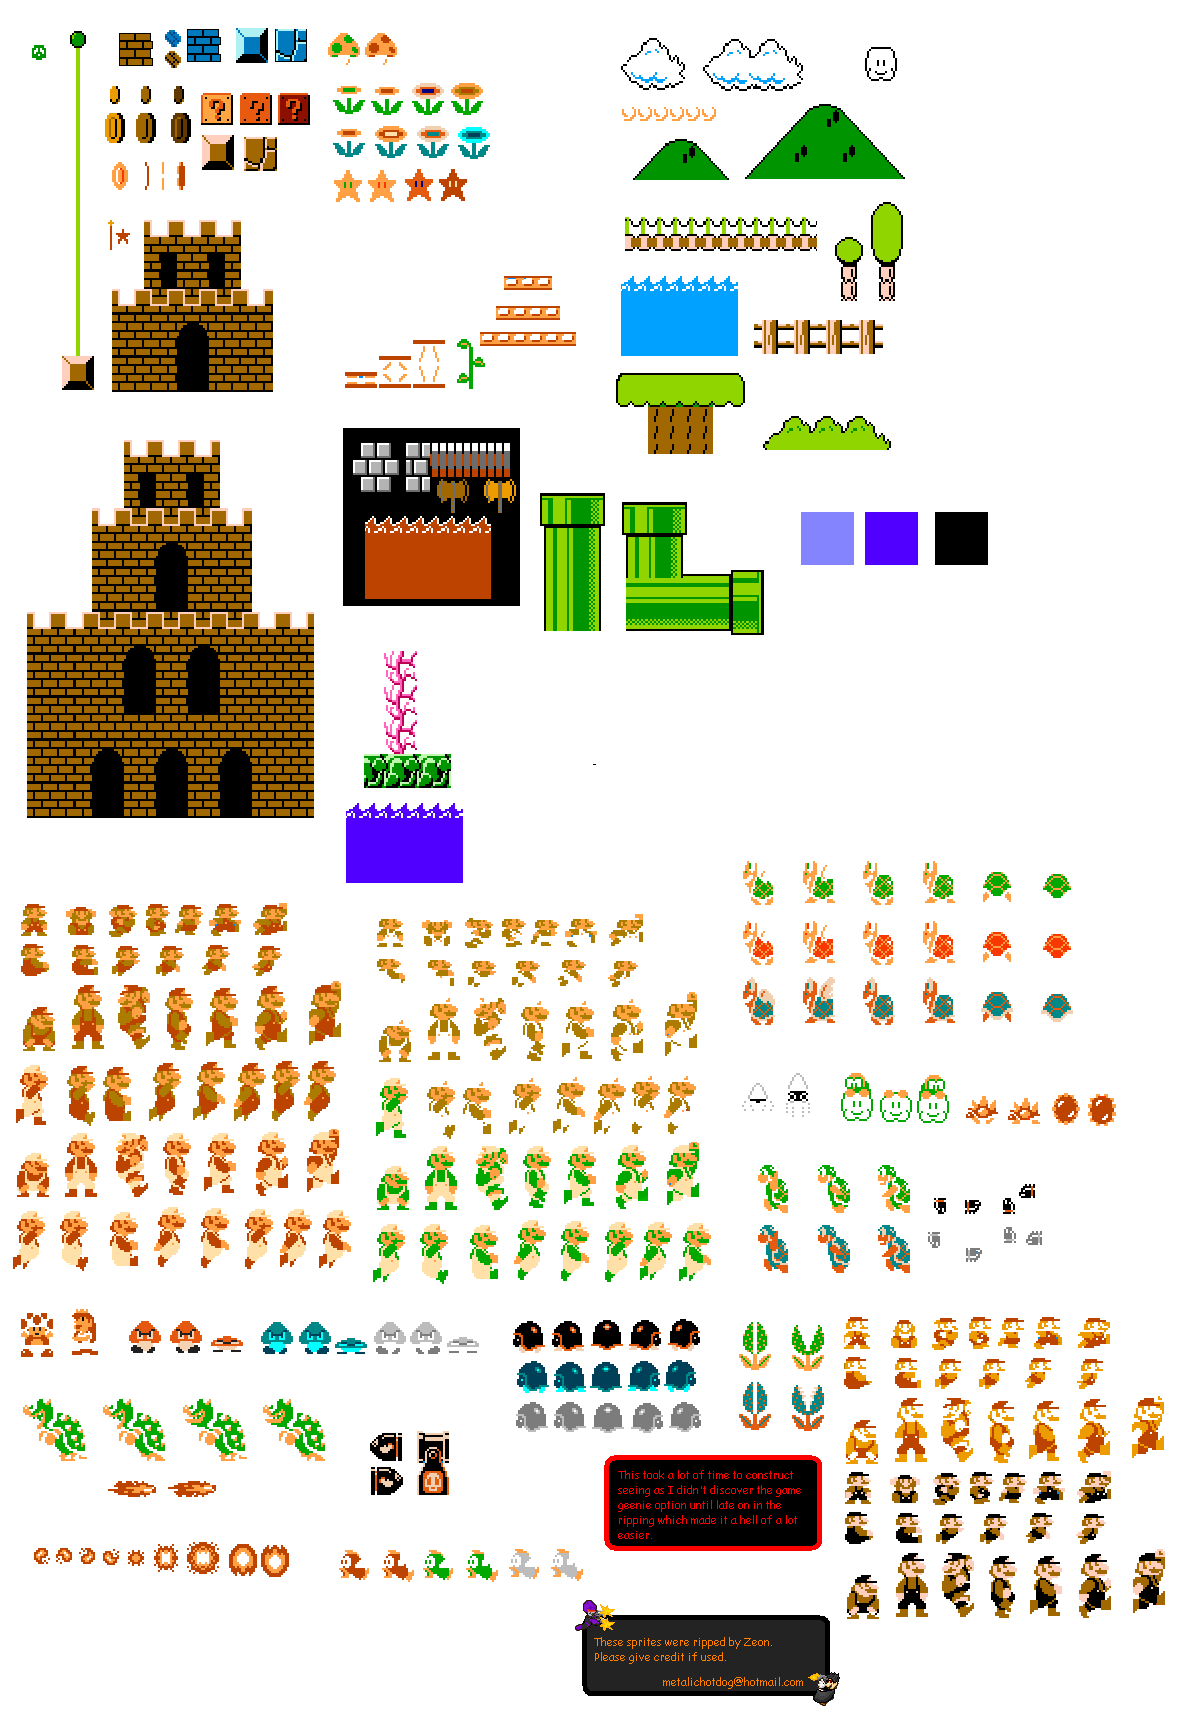 ? ? ?
This took a lot of time to construct
seeing as I didn't discover the game
geenie option until late on in the
ripping which made it a hell of a lot
easier.
These sprites were ripped by Zeon.
Please give credit if used.
metalichotdog@hotmail.com